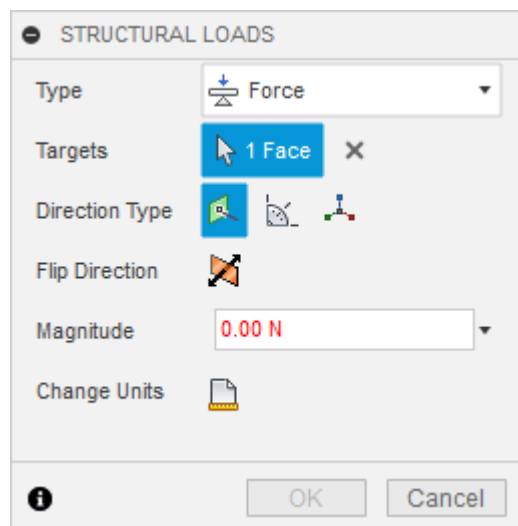 STRUCTURAL LOADS
Type Force
Targets 1 Face
Direction Type
Flip Direction
Magnitude 0.00 N
Change Units
OK Cancel